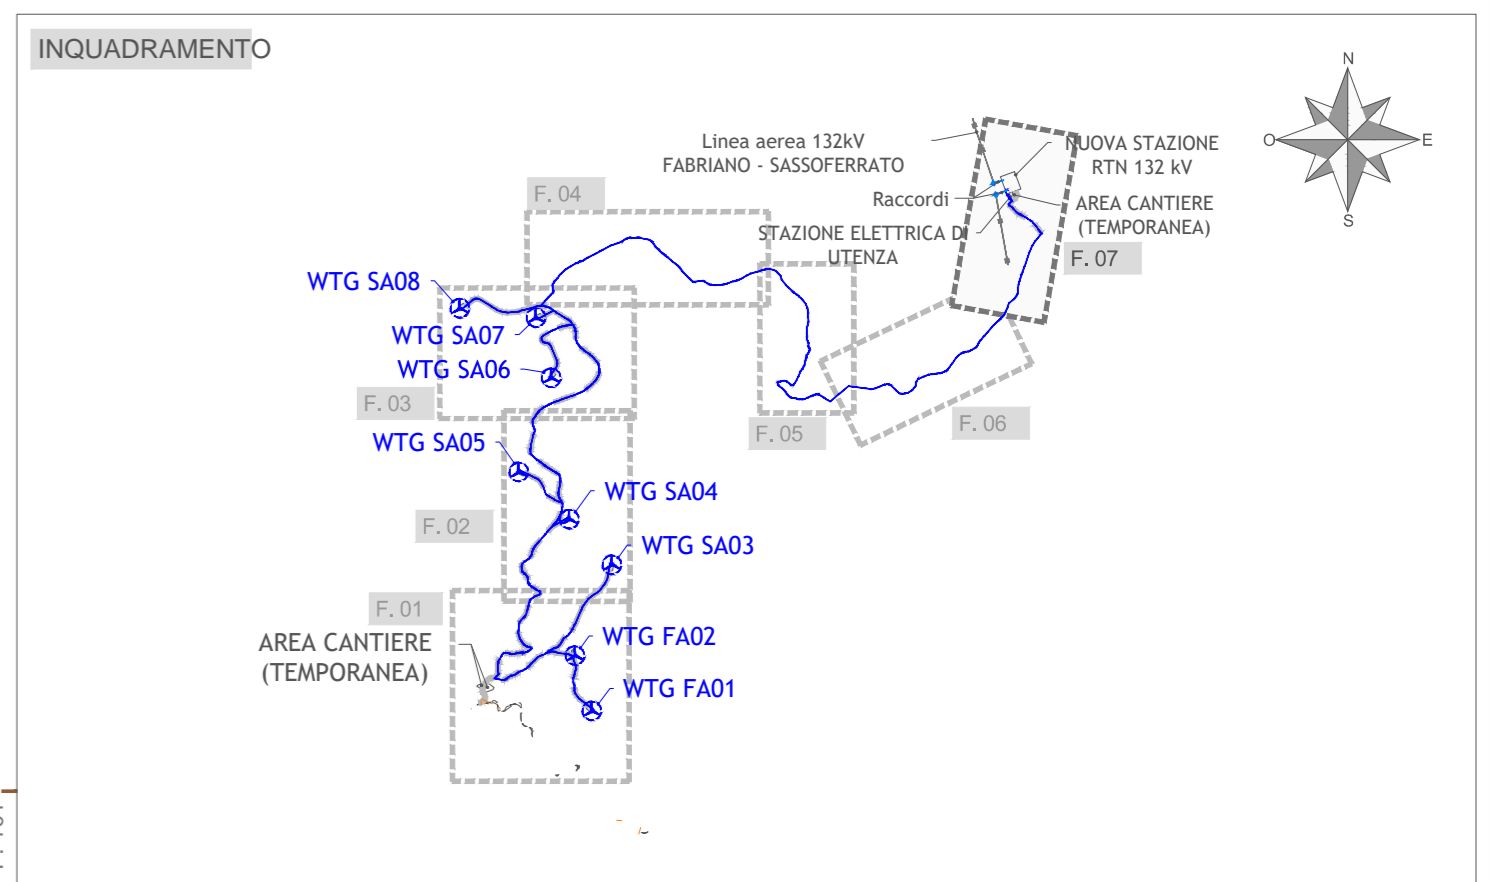 INQUADRAMENTO
N
O
E
S
Linea aerea 132kV
FABRIANO - SASSOFERRATO
NUOVA STAZIONE
RTN 132 kV
Raccordi
AREA CANTIERE
(TEMPORANEA)
STAZIONE ELETTRICA DI
UTENZA
F. 04
F. 07
WTG SA08
WTG SA07
WTG SA06
F. 03
F. 05
F. 06
WTG SA05
WTG SA04
F. 02
WTG SA03
F. 01
AREA CANTIERE
(TEMPORANEA)
WTG FA02
WTG FA01